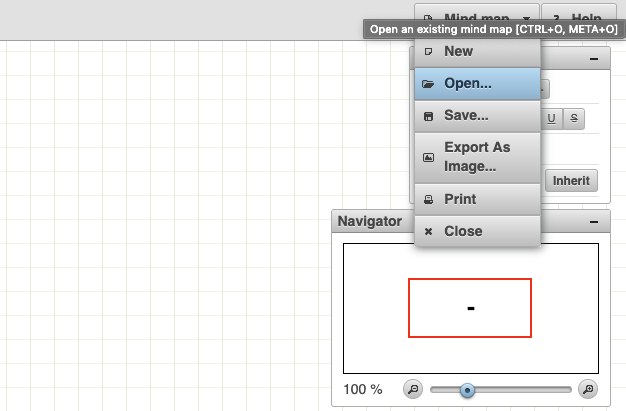 Mind map
Help
Open an existing mind map [CTRL+O, META+O]
New
Open...
Save...
Export As
Image...
Print
Close
U
S
Inherit
Navigator
100 %